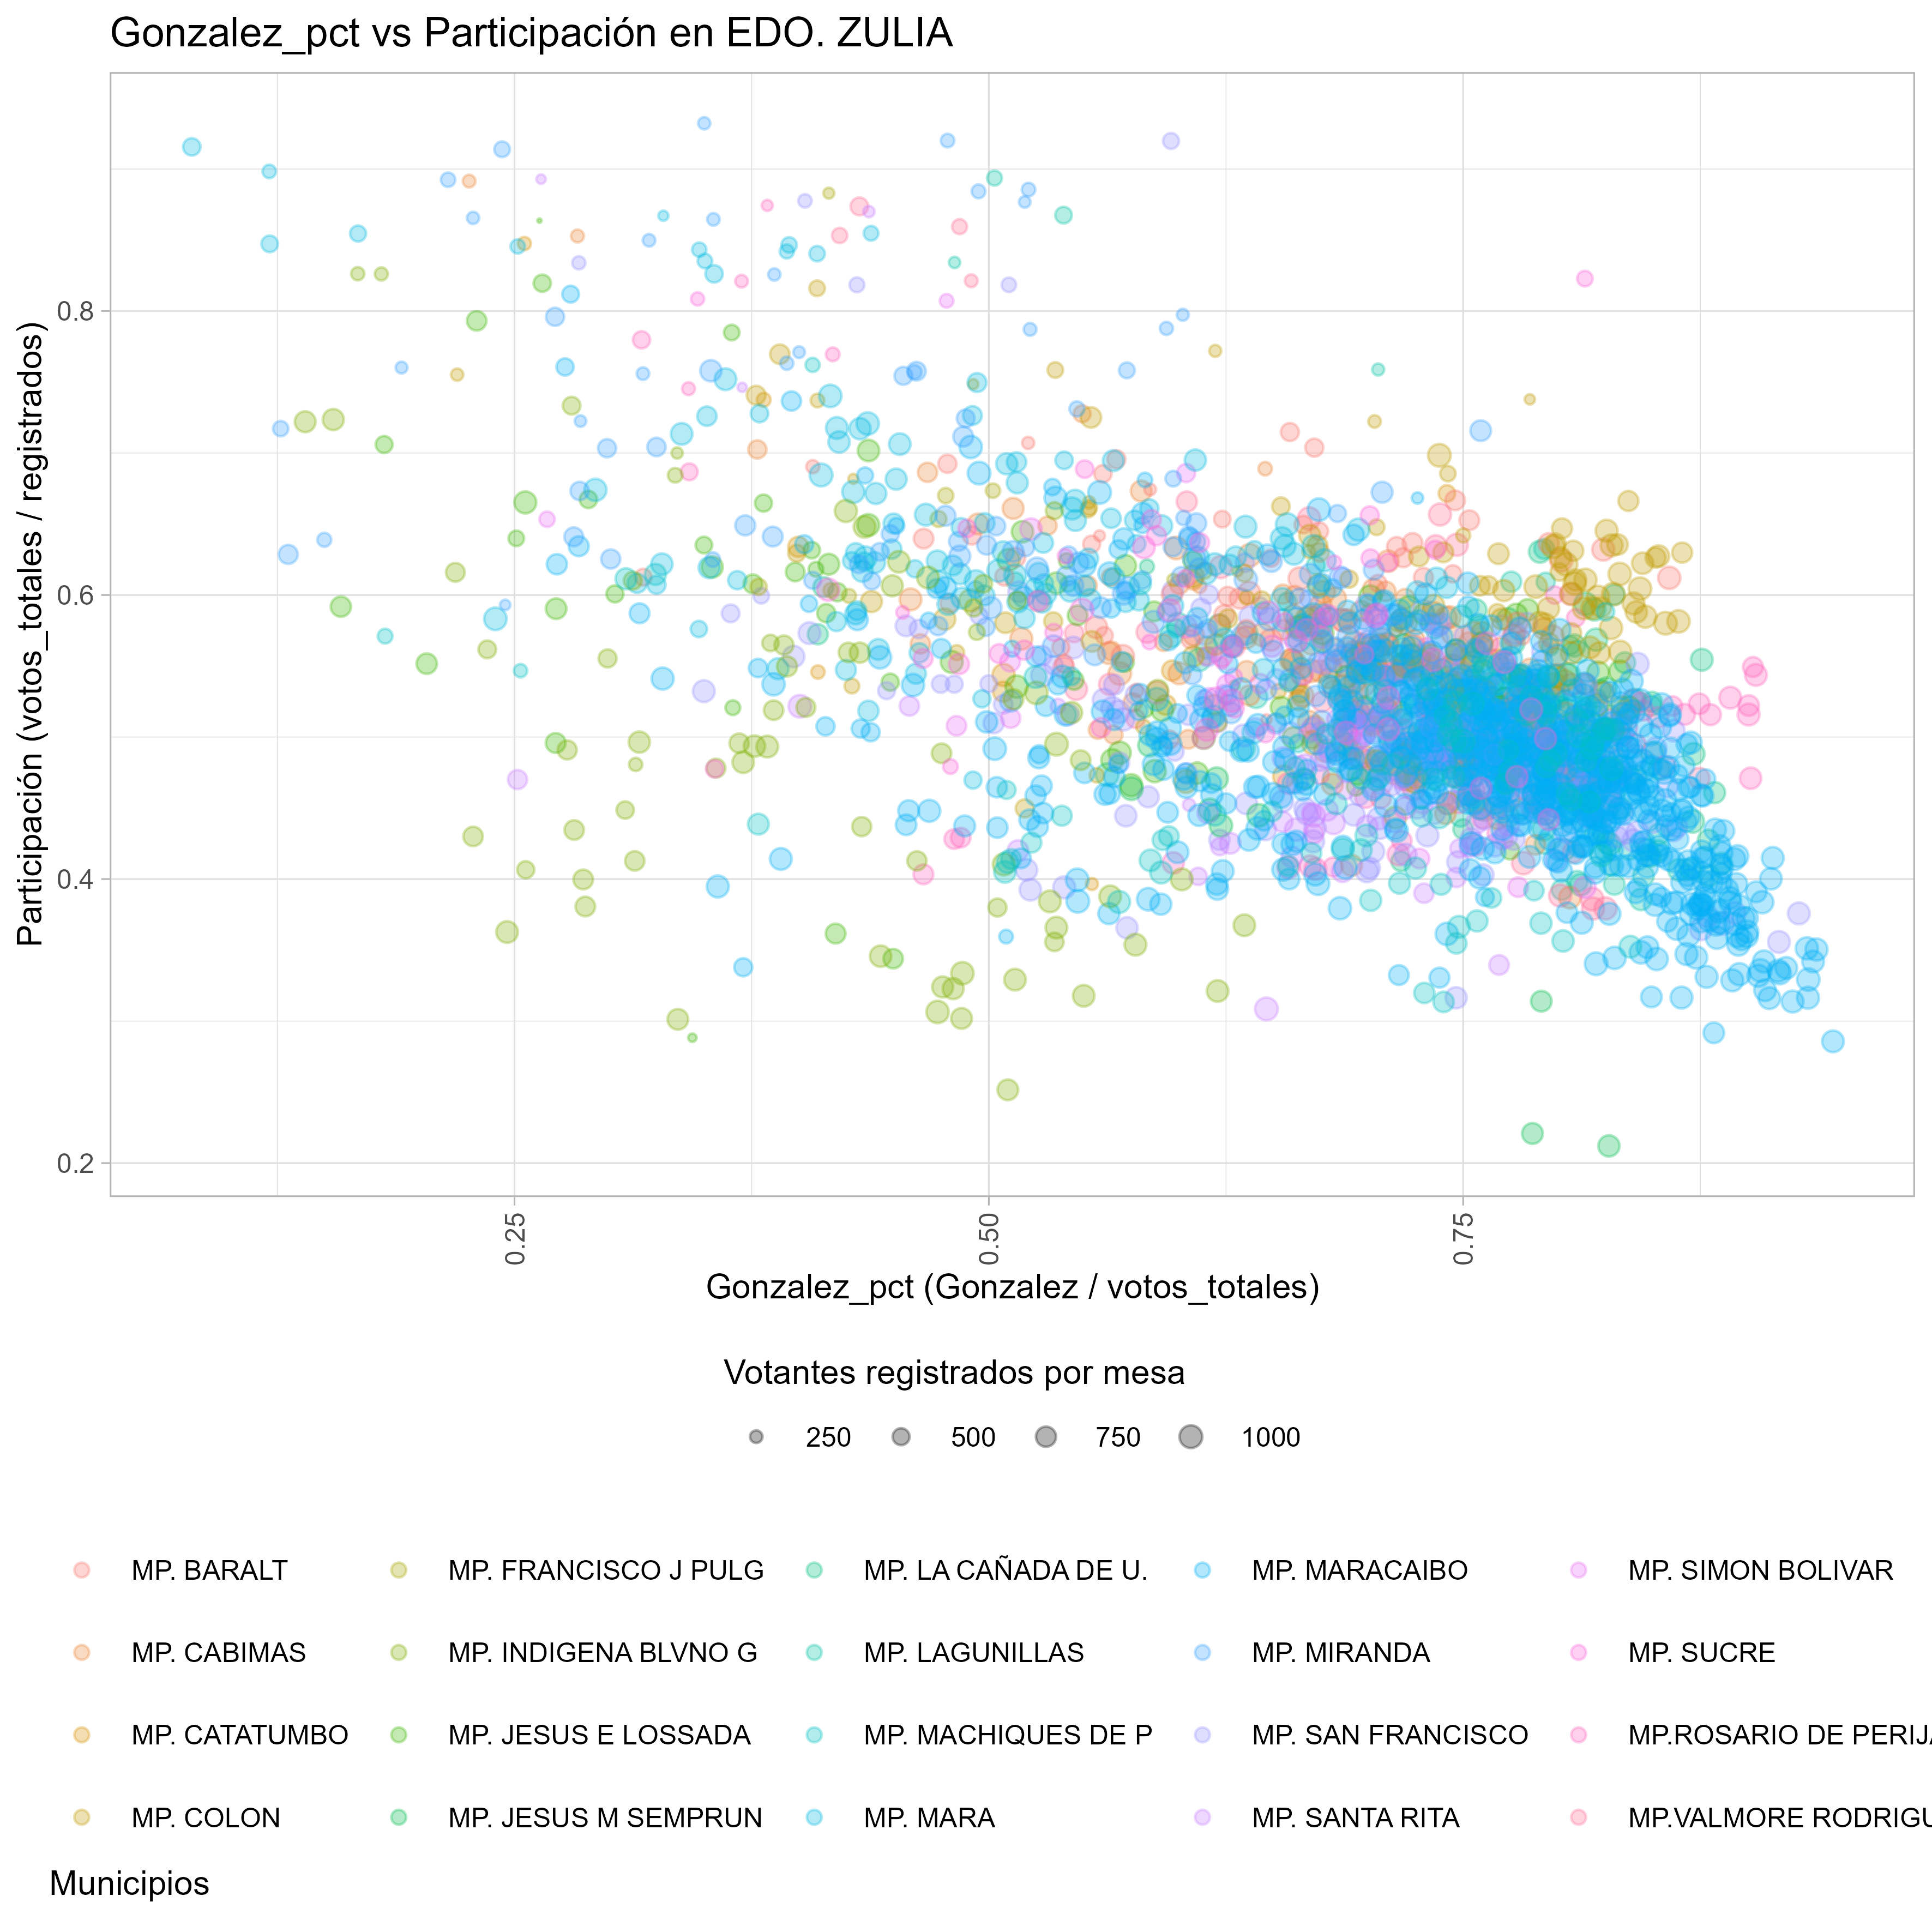 Gonzalez_pct vs Participación en EDO. ZULIA
Participación (votos_totales / registrados)
0.8
0.6
0.4
0.2
0.25
0.50
0.75
Gonzalez_pct (Gonzalez / votos_totales)
Votantes registrados por mesa
250 500 750 1000
MP. BARALT MP. FRANCISCO J PULG MP. LA CAÑADA DE U. MP. MARACAIBO MP. SIMON BOLIVAR
MP. CABIMAS MP. INDIGENA BLVNO G MP. LAGUNILLAS MP. MIRANDA MP. SUCRE
MP. CATATUMBO MP. JESUS E LOSSADA MP. MACHIQUES DE P MP. SAN FRANCISCO MP.ROSARIO DE PERIJA
MP. COLON MP. JESUS M SEMPRUN MP. MARA MP. SANTA RITA MP.VALMORE RODRIGU
Municipios